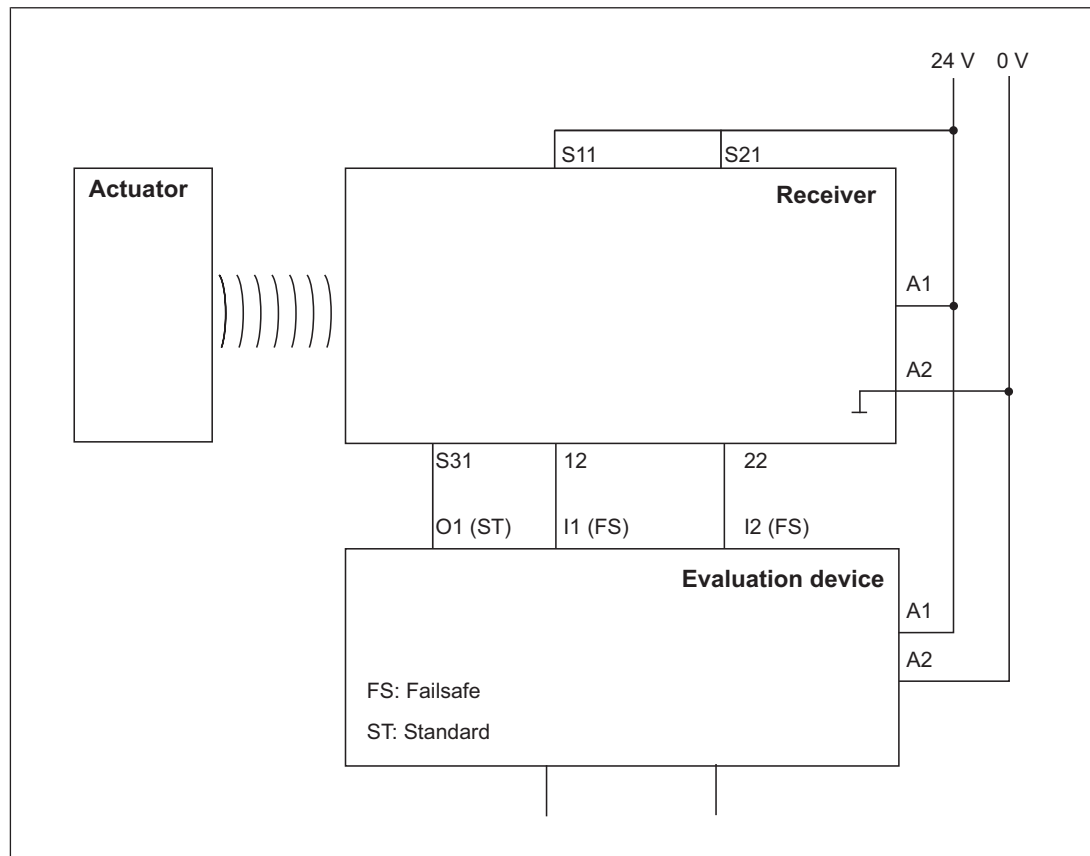 24 V
0 V
S11
S21
Actuator
Receiver
A1
A2
S31
12
22
O1 (ST)
I1 (FS)
I2 (FS)
Evaluation device
A1
A2
FS: Failsafe
ST: Standard